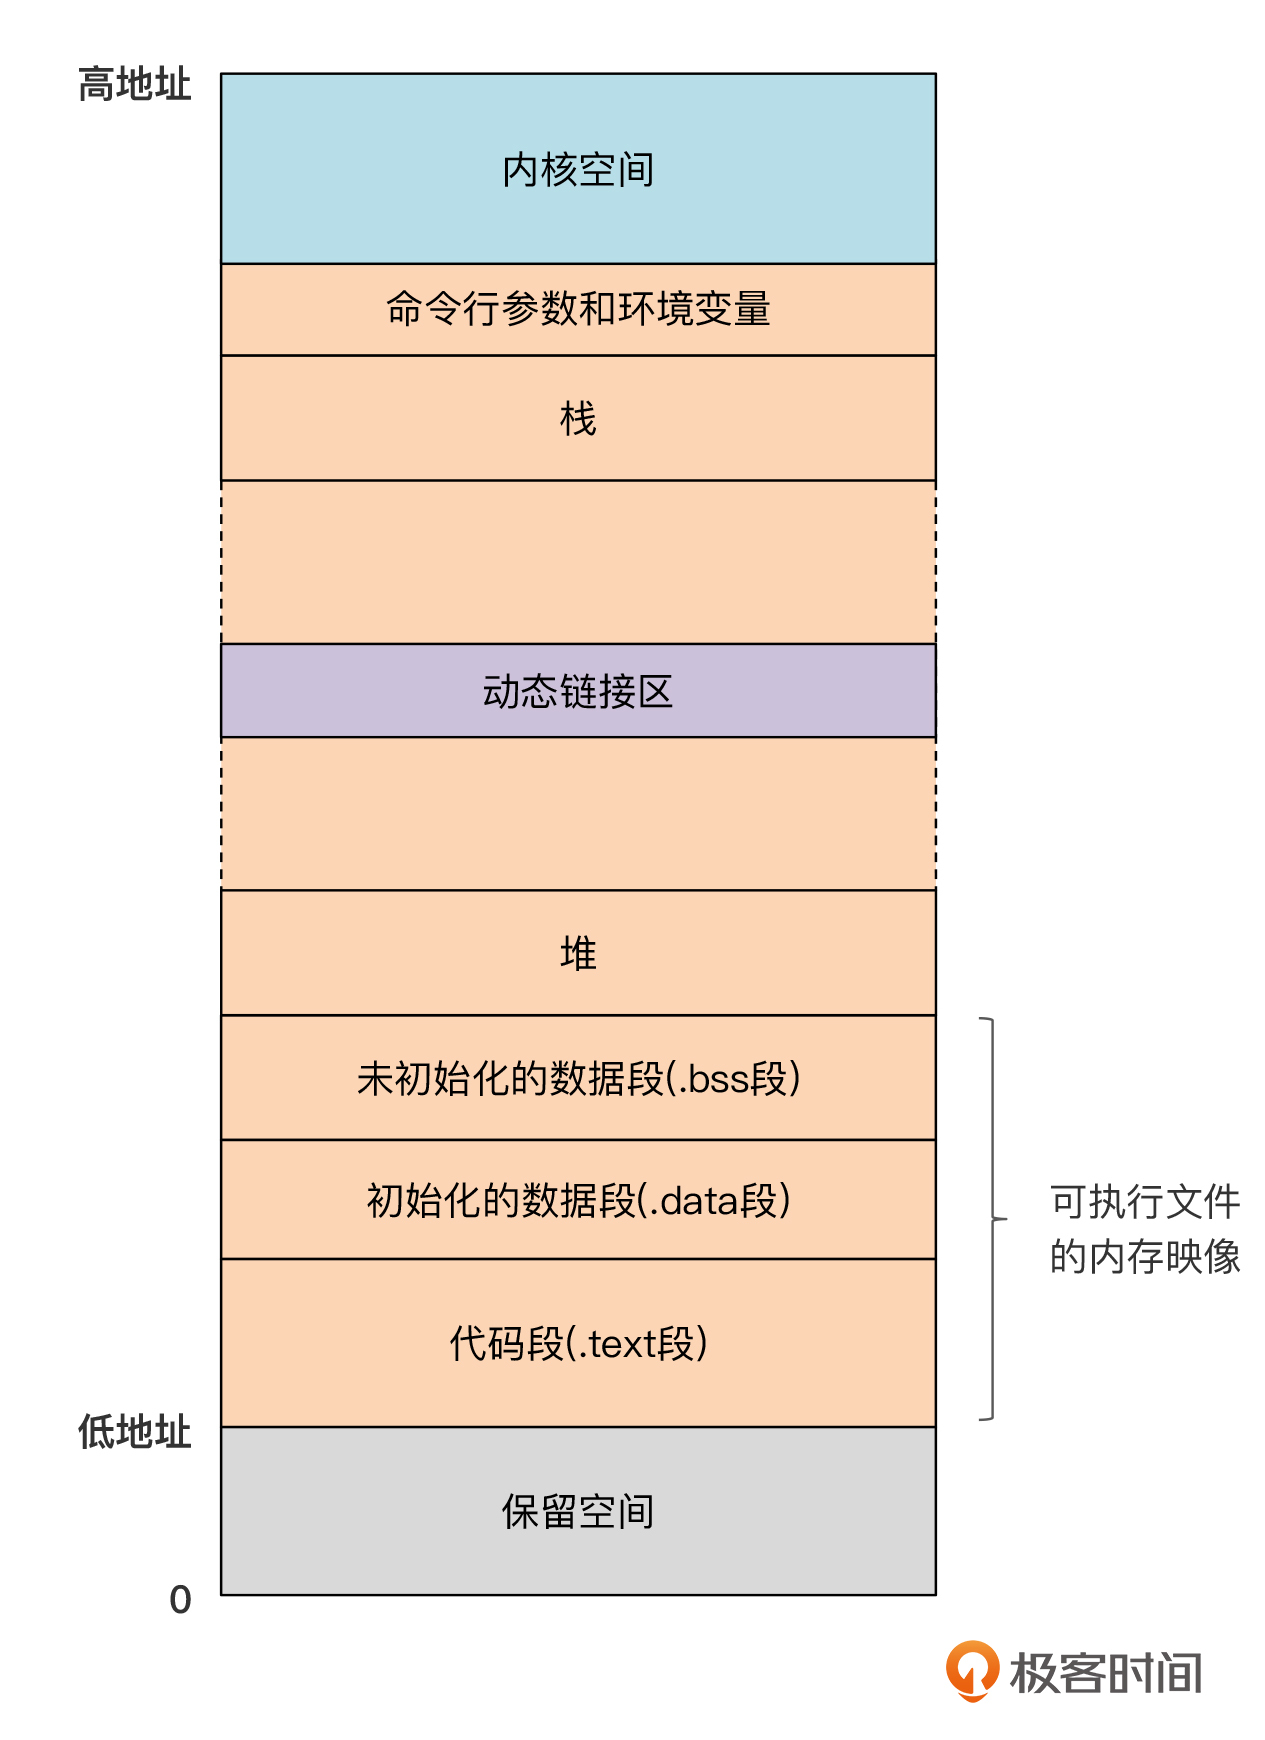 高地址
内核空间
命令行参数和环境变量
栈
动态链接区
堆
未初始化的数据段(.bss段)
初始化的数据段(.data段)
可执行文件
的内存映像
代码段(.text段)
低地址
保留空间
0
极客时间